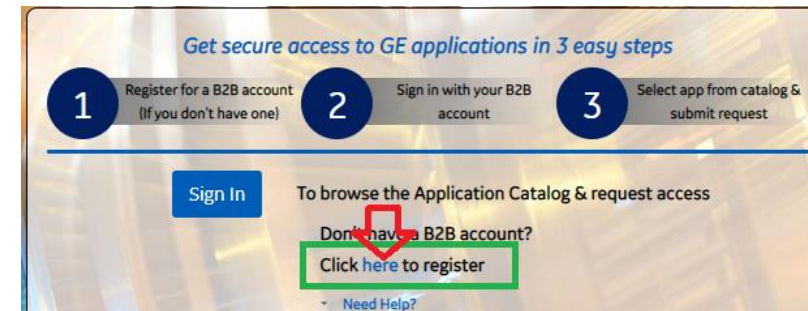 Get secure access to GE applications in 3 easy steps
1
Register for a B2B account
(If you don't have one)
2
Sign in with your B2B
account
3
Select app from catalog &
submit request
Sign In
To browse the Application Catalog & request access
Don't have a B2B account?
Click here to register
Need Help?